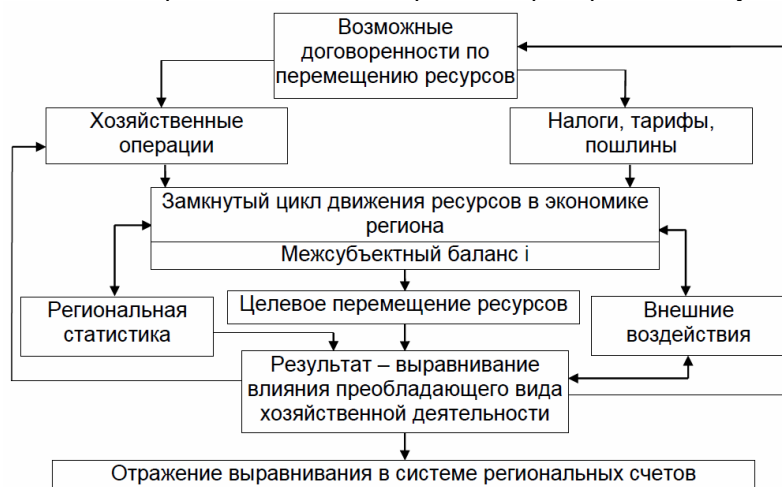 Возможные
договоренности по
перемещению ресурсов
Хозяйственные
операции
Налоги, тарифы,
пошлины
Замкнутый цикл движения ресурсов в экономике
региона
Межсубъектный баланс i
Региональная
статистика
Целевое перемещение ресурсов
Внешние
воздействия
Результат – выравнивание
влияния преобладающего вида
хозяйственной деятельности
Отражение выравнивания в системе региональных счетов